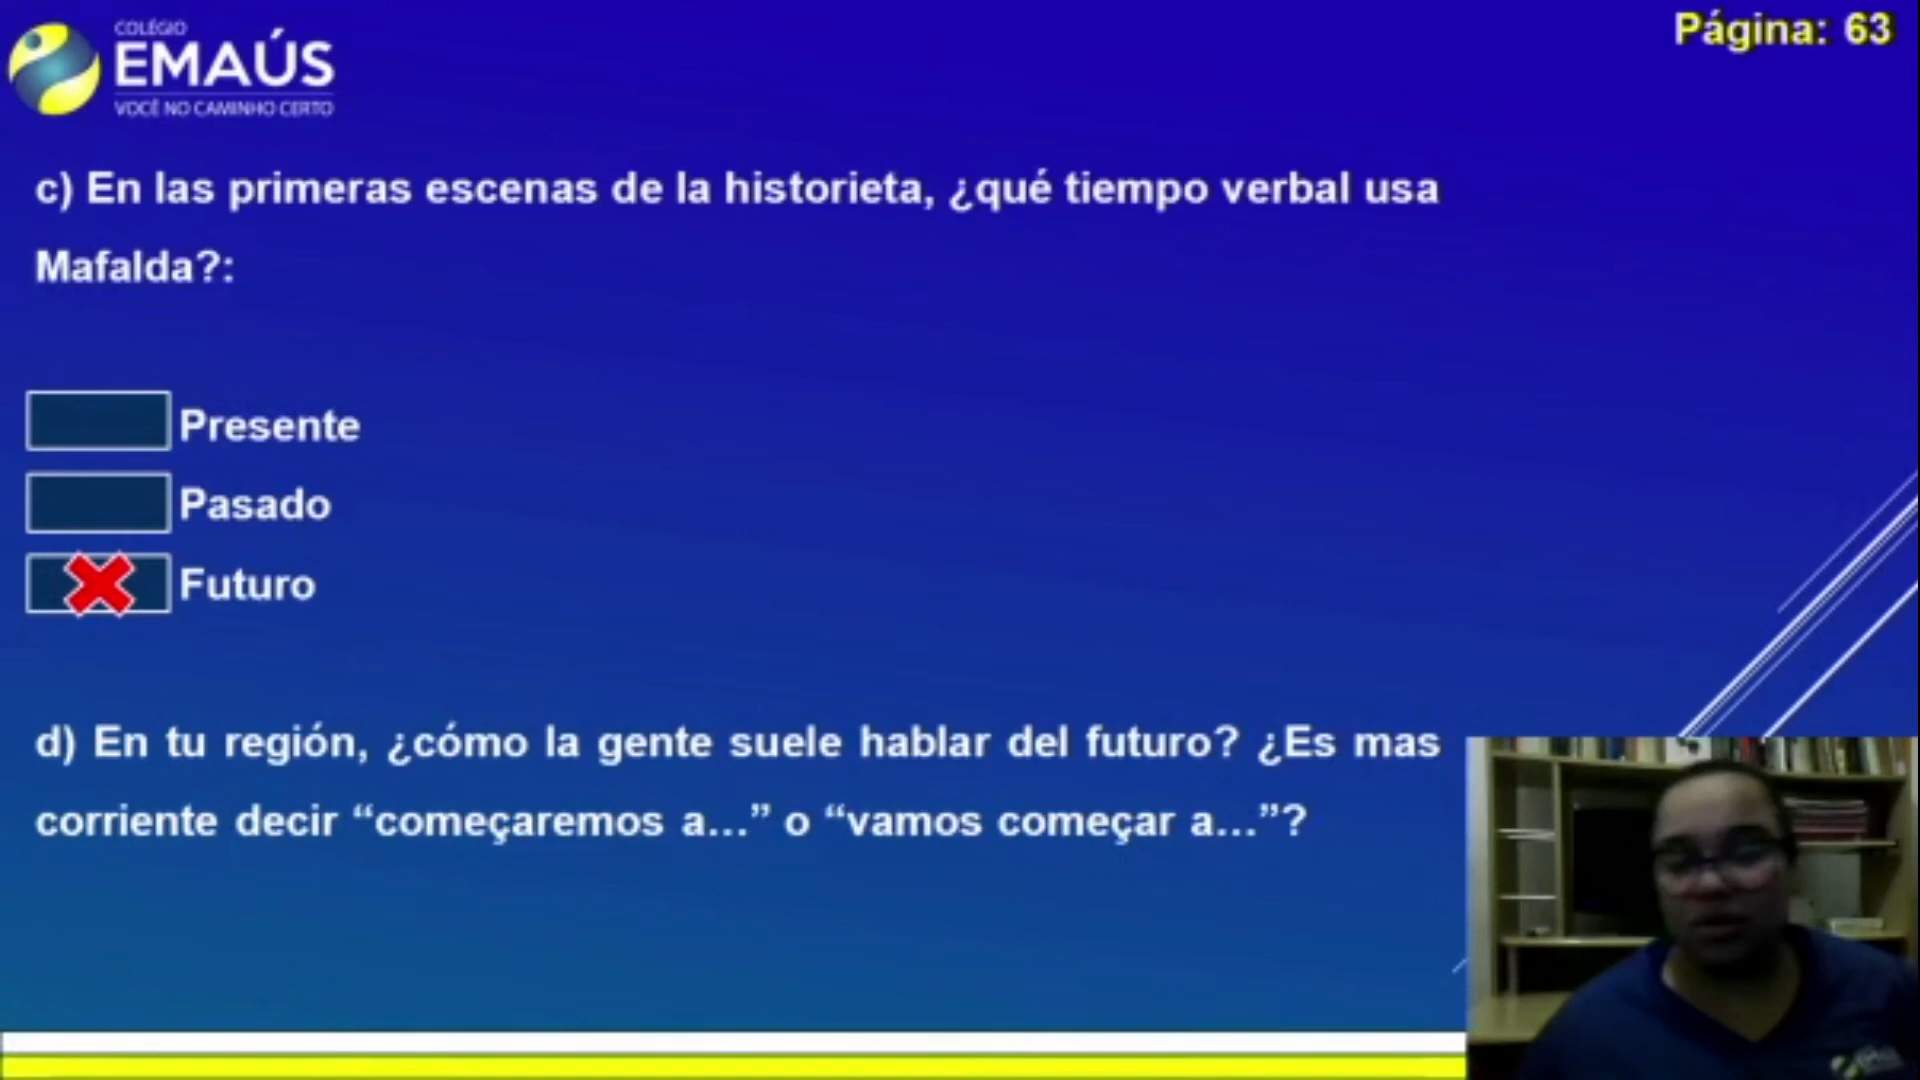 COLÉGIO
EMAÚS
VOCÊ NO CAMINHO CERTO
Página: 63
c) En las primeras escenas de la historieta, ¿qué tiempo verbal usa
Mafalda?:
Presente
Pasado
Futuro
d) En tu región, ¿cómo la gente suele hablar del futuro? ¿Es mas
corriente decir “começaremos a...” o “vamos começar a...”?